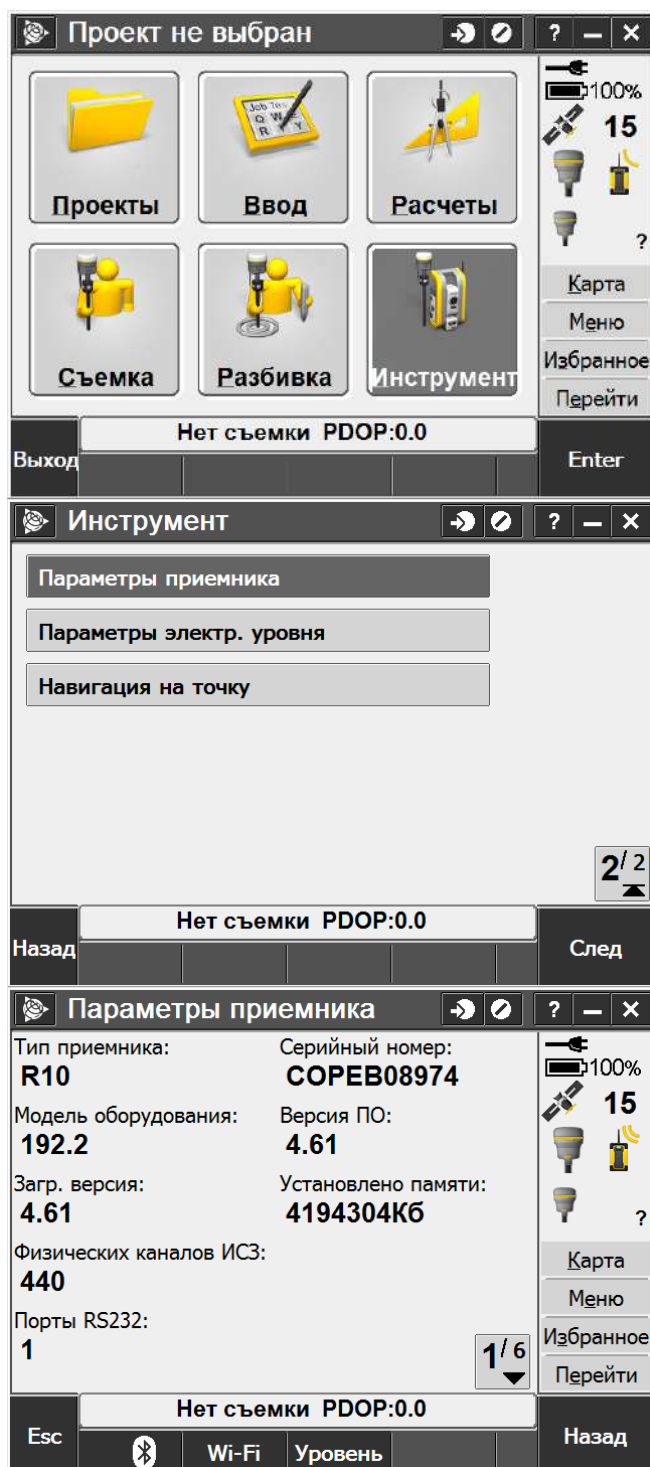 Проект не выбран ? – ×
100%
15
Проекты Ввод Расчеты
?
Карта
Меню
Съемка Разбивка Инструмент
Избранное
Перейти
Нет съемки PDOP:0.0
Выход Enter
Инструмент ? – ×
Параметры приемника
Параметры электр. уровня
Навигация на точку
2/2
Нет съемки PDOP:0.0
Назад След
Параметры приемника ? – ×
Тип приемника: Серийный номер:
R10 COPEB08974
100%
Модель оборудования: Версия ПО:
15
192.2 4.61
Загр. версия: Установлено памяти:
4.61 4194304Кб
?
Физических каналов ИСЗ:
440
Карта
Меню
Порты RS232:
1
1/6
Избранное
Перейти
Нет съемки PDOP:0.0
Esc Wi-Fi Уровень Назад